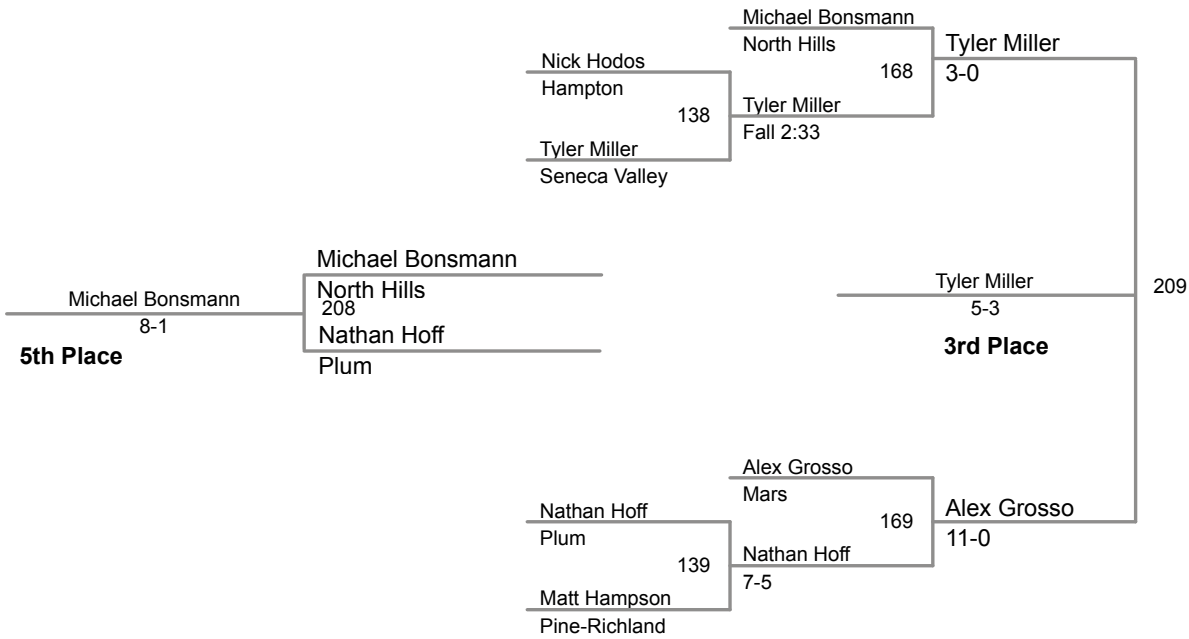 Michael Bonsmann
North Hills
Tyler Miller
3-0
168
Nick Hodos
Hampton
138
Tyler Miller
Fall 2:33
Tyler Miller
Seneca Valley
Michael Bonsmann
North Hills
208
Michael Bonsmann
8-1
5th Place
Nathan Hoff
Plum
Tyler Miller
5-3
3rd Place
209
Alex Grosso
Mars
169
Alex Grosso
11-0
Nathan Hoff
Plum
139
Nathan Hoff
7-5
Matt Hampson
Pine-Richland